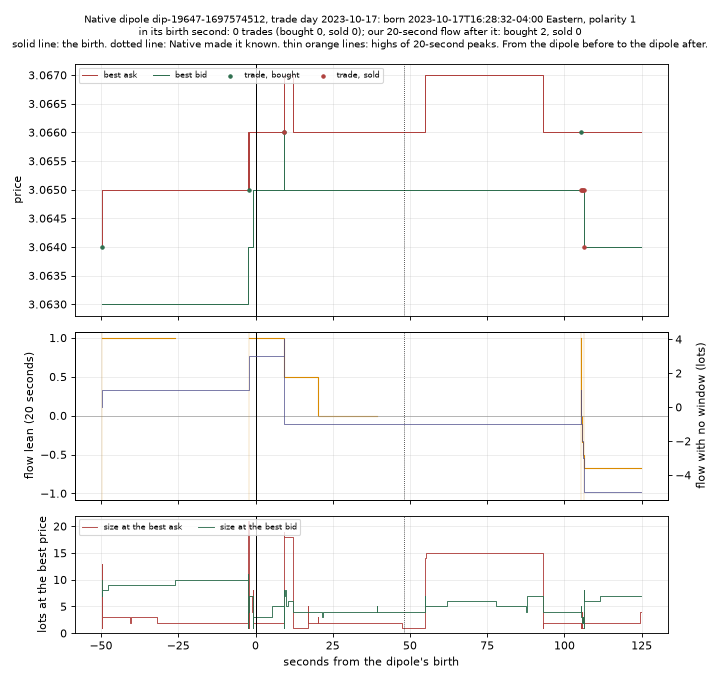 Native dipole dip-19647-1697574512, trade day 2023-10-17: born 2023-10-17T16:28:32-04:00 Eastern, polarity 1
in its birth second: 0 trades (bought 0, sold 0); our 20-second flow after it: bought 2, sold 0
solid line: the birth. dotted line: Native made it known. thin orange lines: highs of 20-second peaks. From the dipole before to the dipole after.
best ask best bid trade, bought trade, sold
3.0670
3.0665
3.0660
3.0655
3.0650
3.0645
3.0640
3.0635
3.0630
price
1.0
0.5
0.0
−0.5
−1.0
flow lean (20 seconds)
4
2
0
−2
−4
flow with no window (lots)
size at the best ask size at the best bid
20
15
10
5
0
lots at the best price
−50 −25 0 25 50 75 100 125
seconds from the dipole's birth